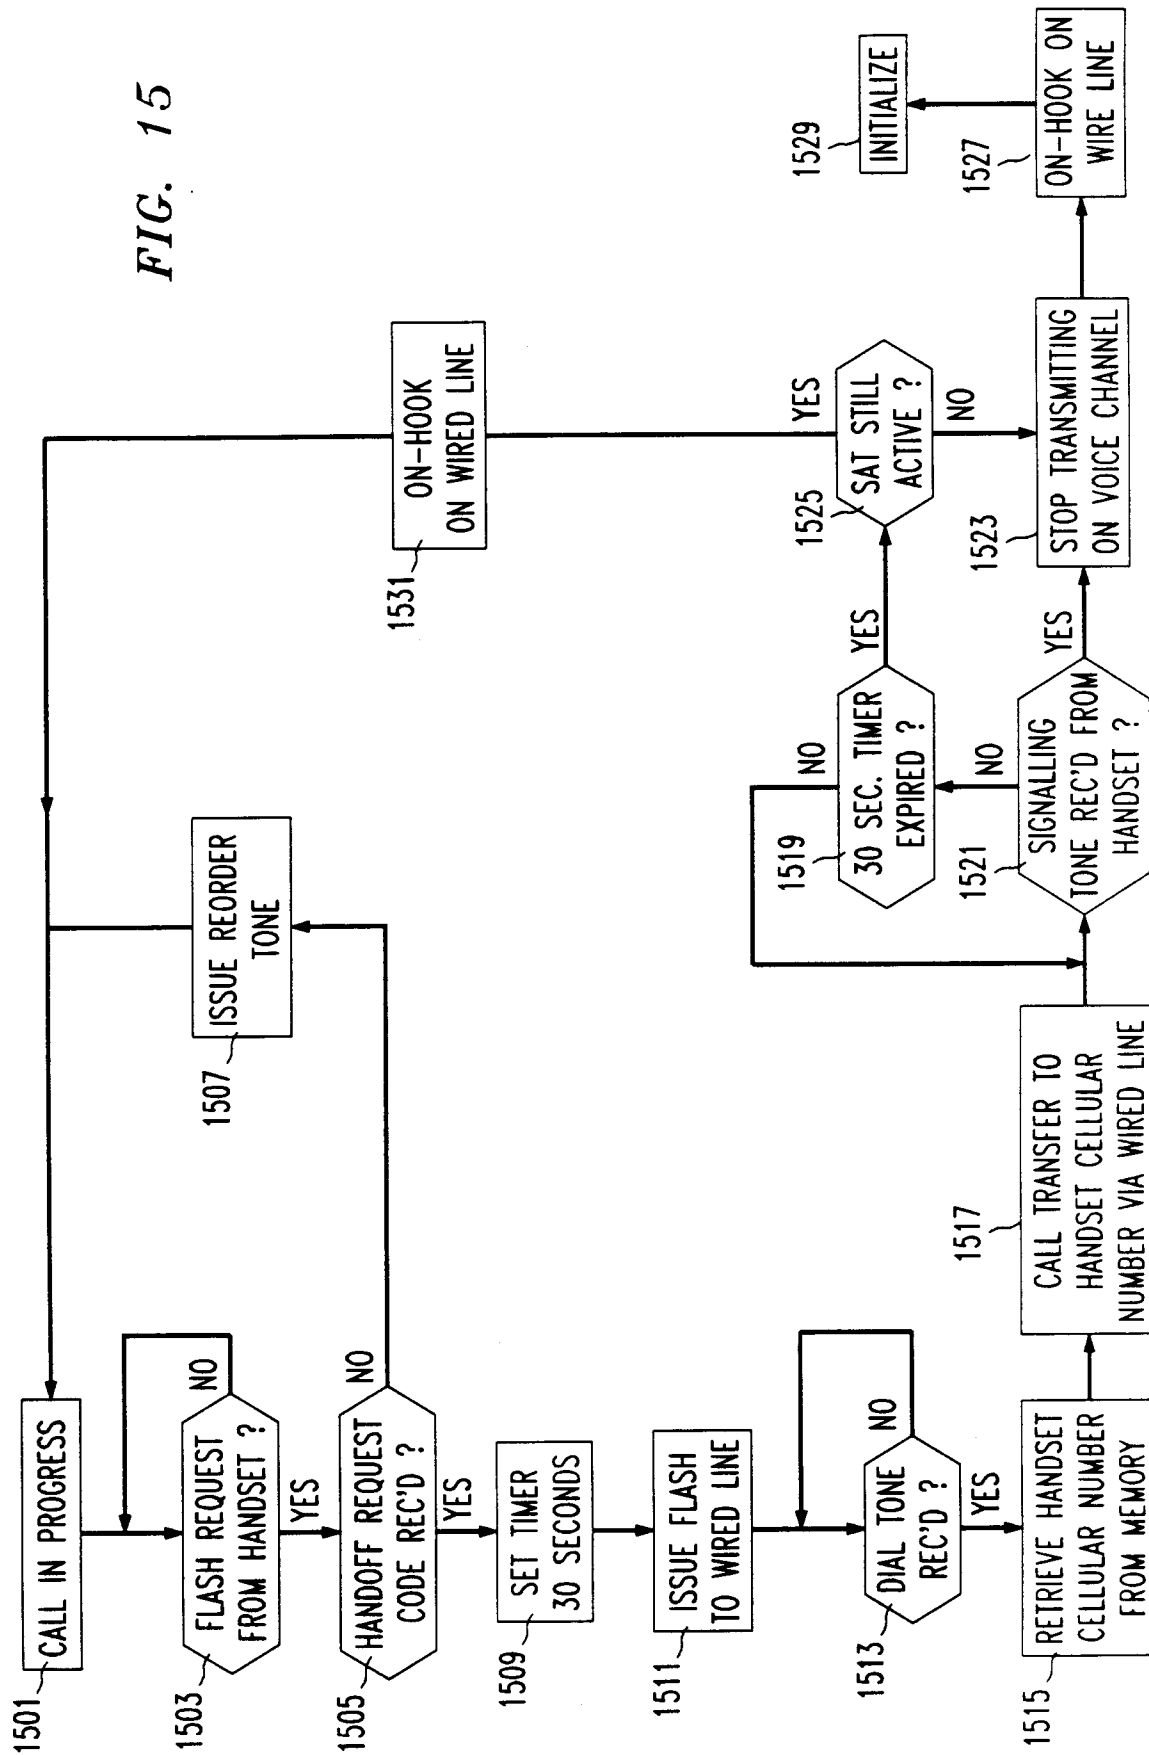 FIG. 15
1501
CALL IN PROGRESS
1503
FLASH REQUEST
FROM HANDSET ?
NO
YES
1505
HANDOFF REQUEST
CODE REC'D ?
NO
YES
1507
ISSUE REORDER
TONE
1509
SET TIMER
30 SECONDS
1511
ISSUE FLASH
TO WIRED LINE
1513
DIAL TONE
REC'D ?
NO
YES
1515
RETRIEVE HANDSET
CELLULAR NUMBER
FROM MEMORY
1517
CALL TRANSFER TO
HANDSET CELLULAR
NUMBER VIA WIRED LINE
1519
30 SEC. TIMER
EXPIRED ?
NO
YES
1521
SIGNALLING
TONE REC'D FROM
HANDSET ?
NO
YES
1523
STOP TRANSMITTING
ON VOICE CHANNEL
1525
SAT STILL
ACTIVE ?
YES
NO
1527
ON-HOOK ON
WIRE LINE
1529
INITIALIZE
1531
ON-HOOK
ON WIRED LINE